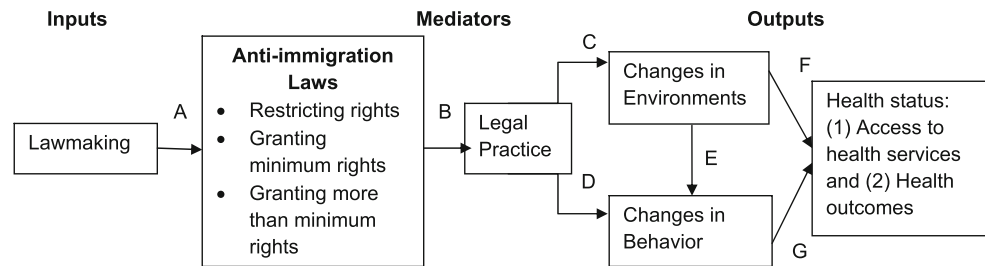 Inputs
Mediators
Outputs
Lawmaking
A
Anti-immigration
Laws
• Restricting rights
• Granting
minimum rights
• Granting more
than minimum
rights
B
Legal
Practice
C
D
Changes in
Environments
E
Changes in
Behavior
F
G
Health status:
(1) Access to
health services
and (2) Health
outcomes